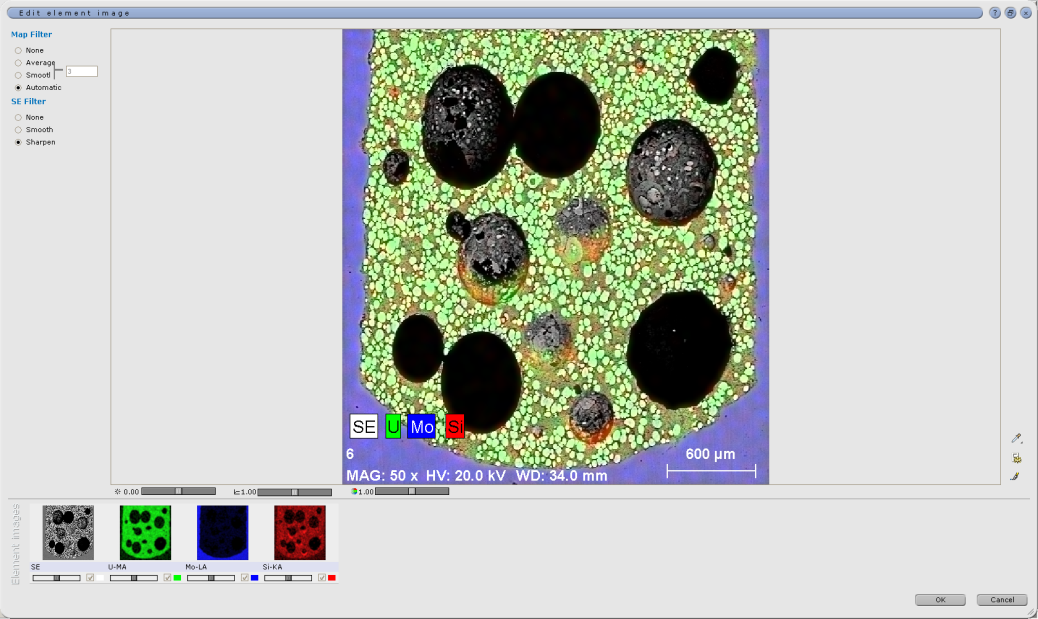 Edit element image
Map Filter
None
Average
Smootl
3
Automatic
SE Filter
None
Smooth
Sharpen
SE U Mo Si
6
600 µm
MAG: 50 x HV: 20.0 kV WD: 34.0 mm
0.00 1.00 1.00
Element images
SE U-MA Mo-LA Si-KA
OK Cancel